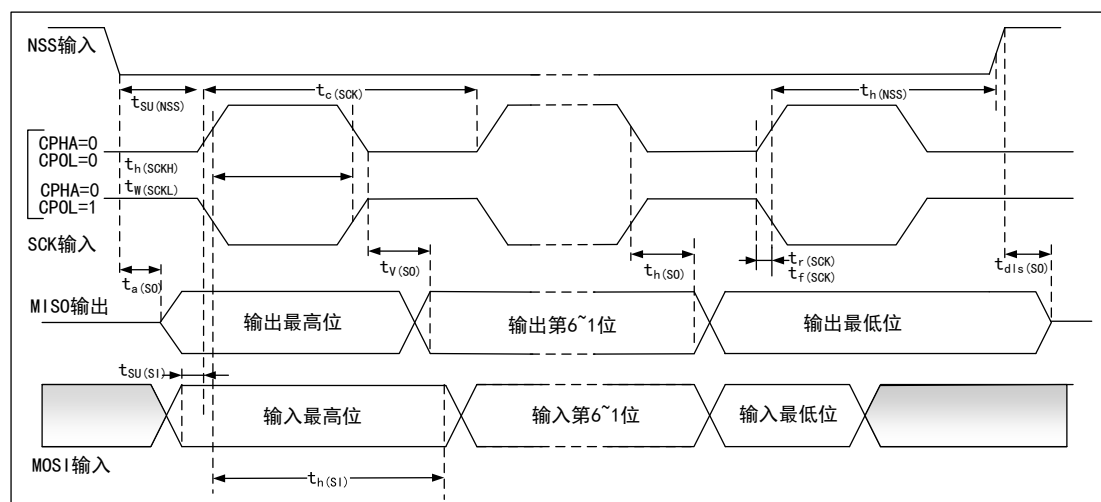 NSS输入
tSU(NSS)
tc(SCK)
th(NSS)
CPHA=0
CPOL=0
th(SCKH)
CPHA=0
tW(SCKL)
CPOL=1
SCK输入
ta(SO)
tV(SO)
th(SO)
tr(SCK)
tf(SCK)
tdls(SO)
MISO输出
输出最高位
输出第6~1位
输出最低位
tSU(SI)
输入最高位
输入第6~1位
输入最低位
MOSI输入
th(SI)